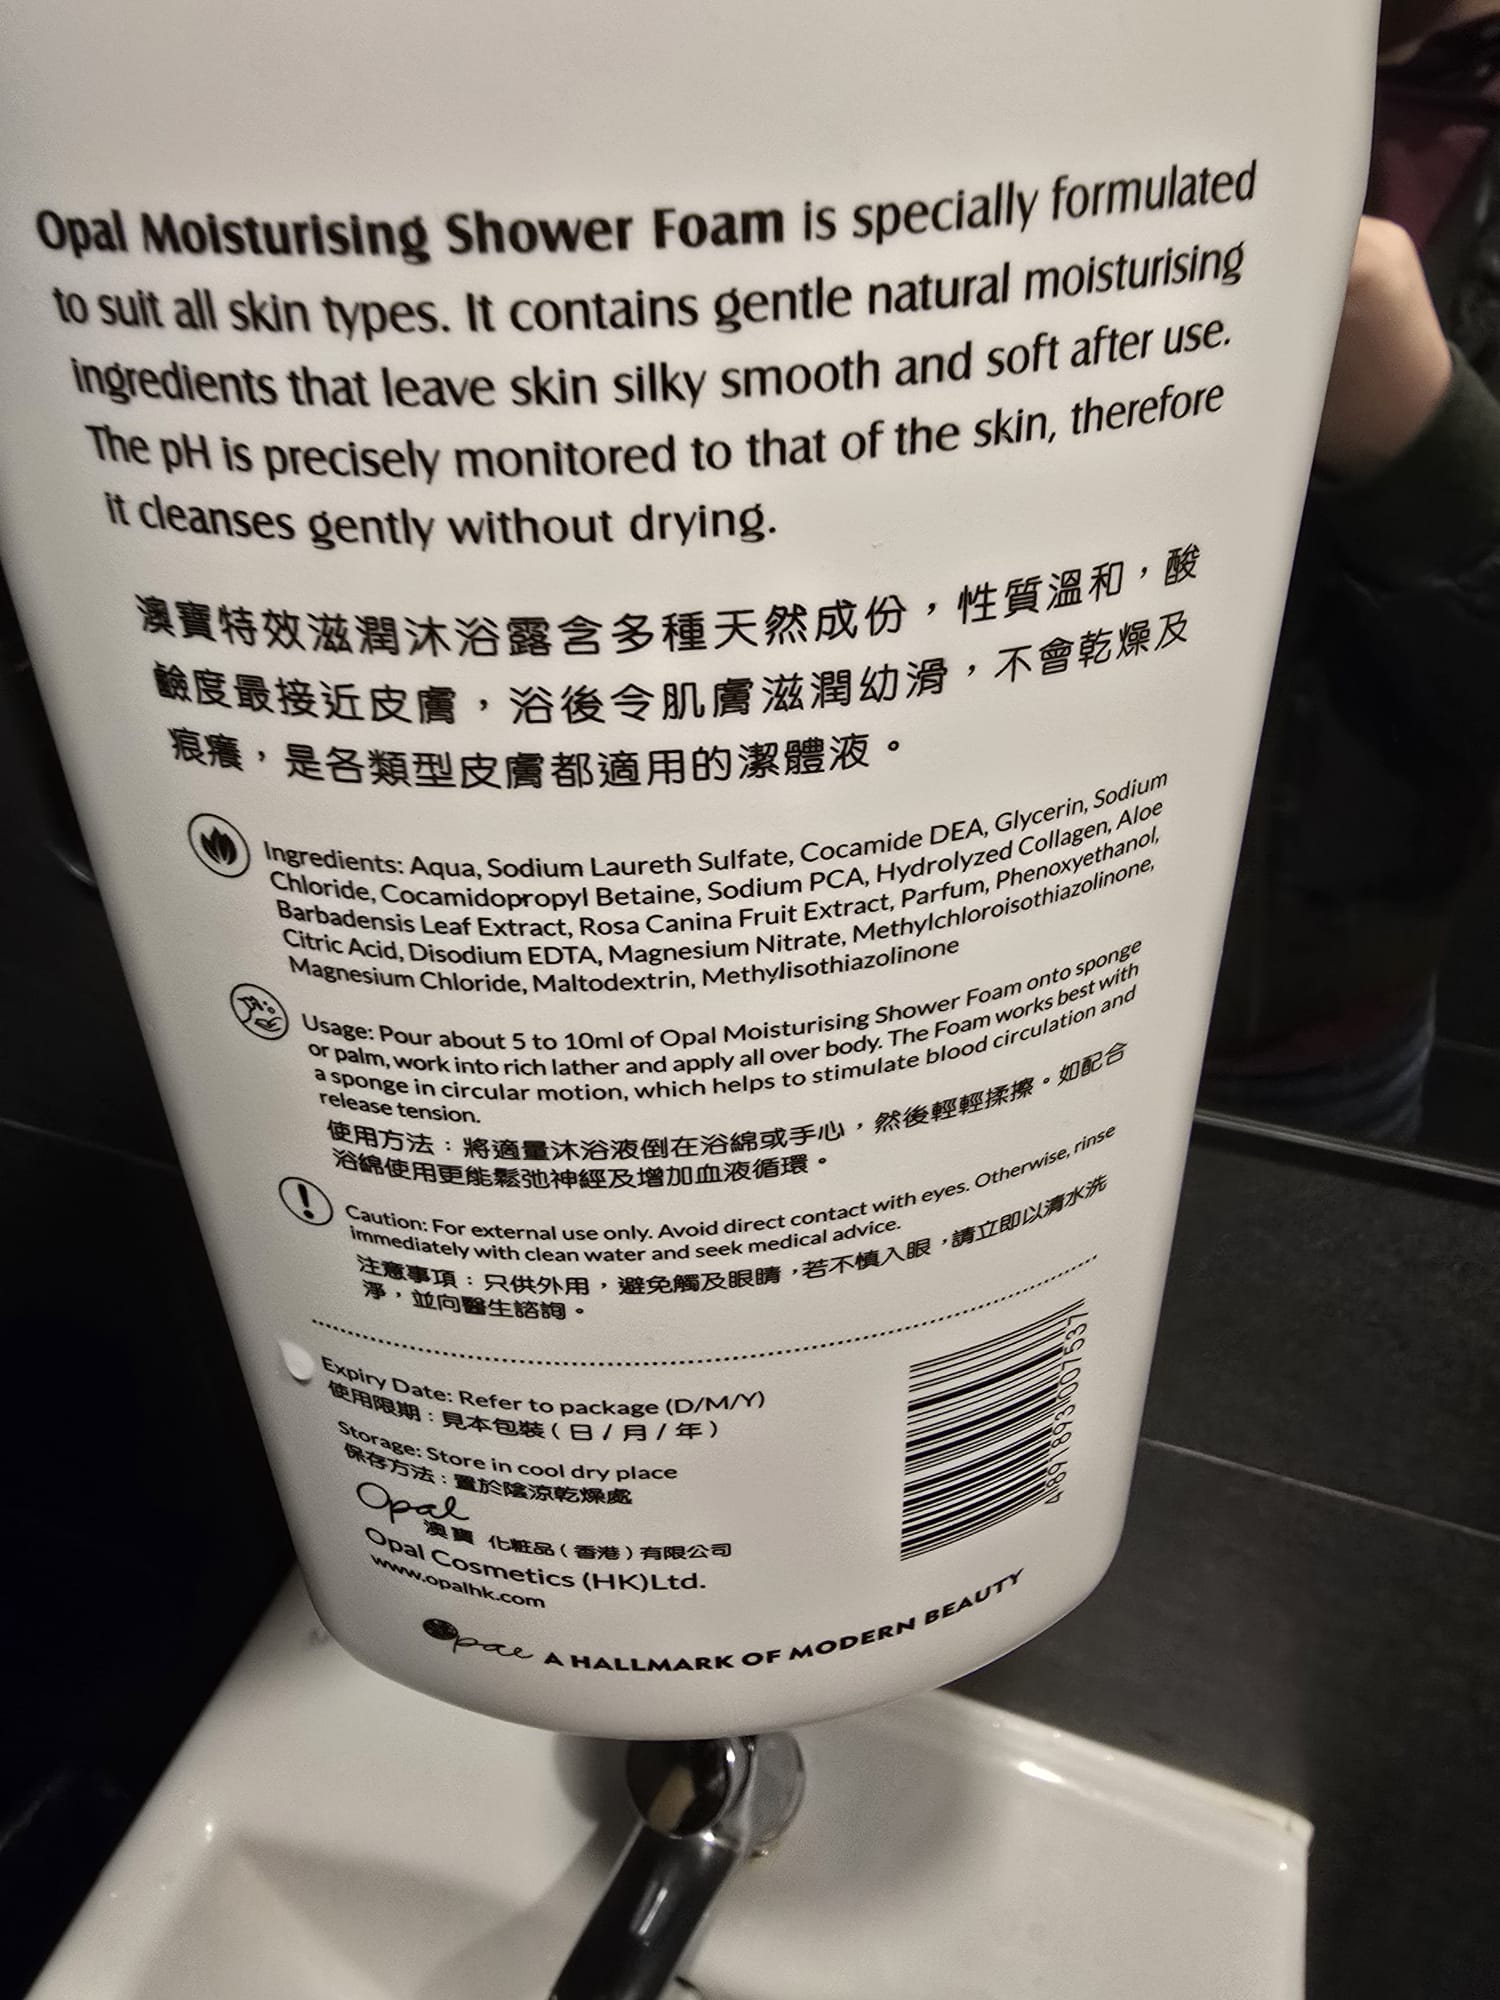 Opal Moisturising Shower Foam is specially formulated
to suit all skin types. It contains gentle natural moisturising
ingredients that leave skin silky smooth and soft after use.
The pH is precisely monitored to that of the skin, therefore
it cleanses gently without drying.
澳寶特效滋潤沐浴露含多種天然成份，性質溫和，酸
鹼度最接近皮膚，浴後令肌膚滋潤幼滑，不會乾燥及
痕癢，是各類型皮膚都適用的潔體液。
Ingredients: Aqua, Sodium Laureth Sulfate, Cocamide DEA, Glycerin, Sodium
Chloride, Cocamidopropyl Betaine, Sodium PCA, Hydrolyzed Collagen, Aloe
Barbadensis Leaf Extract, Rosa Canina Fruit Extract, Parfum, Phenoxyethanol,
Citric Acid, Disodium EDTA, Magnesium Nitrate, Methylchloroisothiazolinone,
Magnesium Chloride, Maltodextrin, Methylisothiazolinone
Usage: Pour about 5 to 10ml of Opal Moisturising Shower Foam onto sponge
or palm, work into rich lather and apply all over body. The Foam works best with
a sponge in circular motion, which helps to stimulate blood circulation and
release tension.
使用方法：將適量沐浴液倒在浴綿或手心，然後輕輕揉擦。如配合
浴綿使用更能鬆弛神經及增加血液循環。
Caution: For external use only. Avoid direct contact with eyes. Otherwise, rinse
immediately with clean water and seek medical advice.
注意事項：只供外用，避免觸及眼睛，若不慎入眼，請立即以清水洗
淨，並向醫生諮詢。
Expiry Date: Refer to package (D/M/Y)
使用限期：見本包裝（日/月/年）
Storage: Store in cool dry place
保存方法：置於陰涼乾燥處
Opal
澳寶 化粧品（香港）有限公司
Opal Cosmetics (HK)Ltd.
www.opalhk.com
4 891893 007537
Opal A HALLMARK OF MODERN BEAUTY